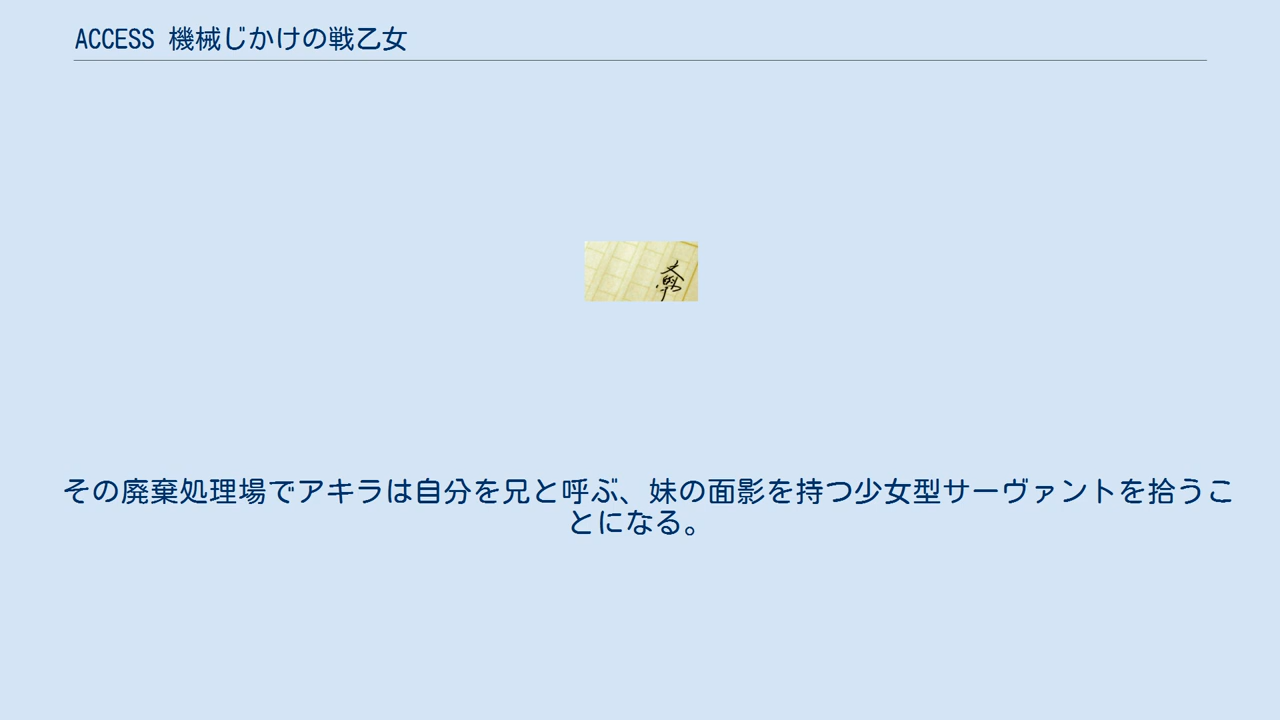 ACCESS 機械じかけの戦乙女
その廃棄処理場でアキラは自分を兄と呼ぶ、妹の面影を持つ少女型サーヴァントを拾うこ
とになる。